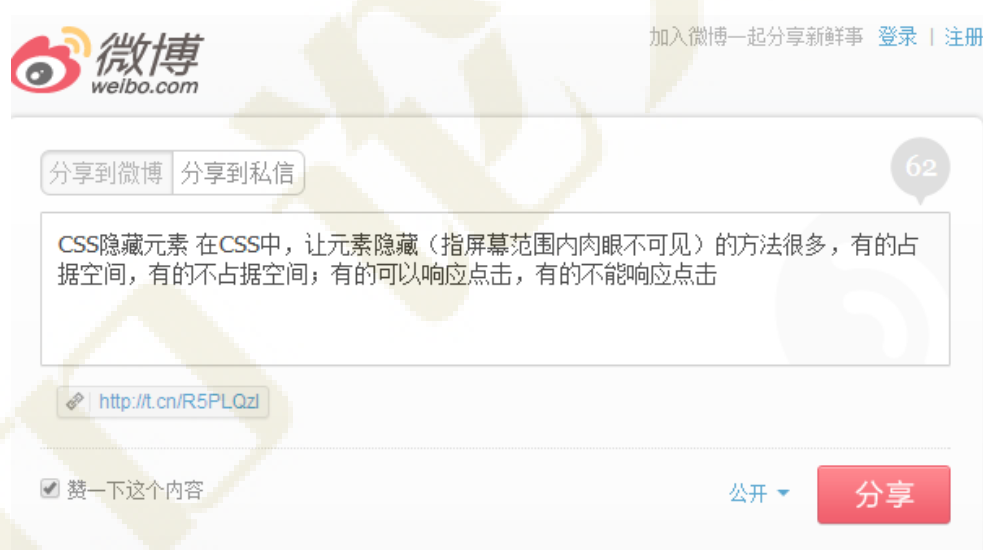 微博
weibo.com
加入微博一起分享新鲜事 登录 | 注册
分享到微博 分享到私信
62
CSS隐藏元素 在CSS中，让元素隐藏（指屏幕范围内肉眼不可见）的方法很多，有的占
据空间，有的不占据空间；有的可以响应点击，有的不能响应点击
http://t.cn/R5PLQzl
赞一下这个内容
公开
分享